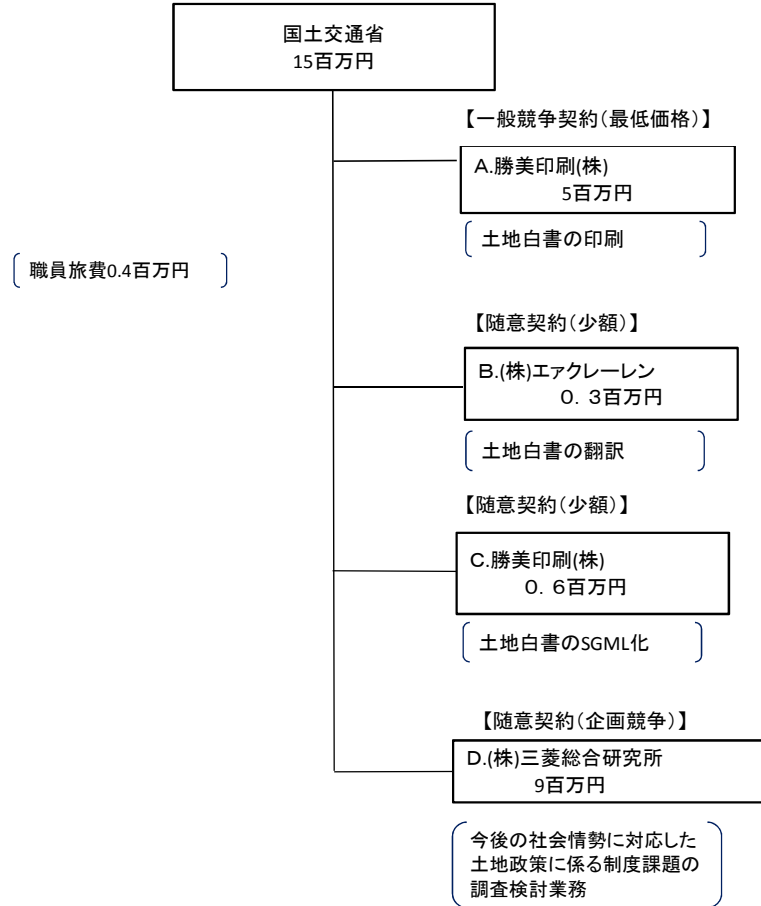 国土交通省
15百万円
【一般競争契約（最低価格）】
A.勝美印刷(株)
5百万円
土地白書の印刷
職員旅費0.4百万円
【随意契約（少額）】
B.(株)エァクレーレン
０．３百万円
土地白書の翻訳
【随意契約（少額）】
C.勝美印刷(株)
０．６百万円
土地白書のSGML化
【随意契約（企画競争）】
D.(株)三菱総合研究所
9百万円
今後の社会情勢に対応した
土地政策に係る制度課題の
調査検討業務